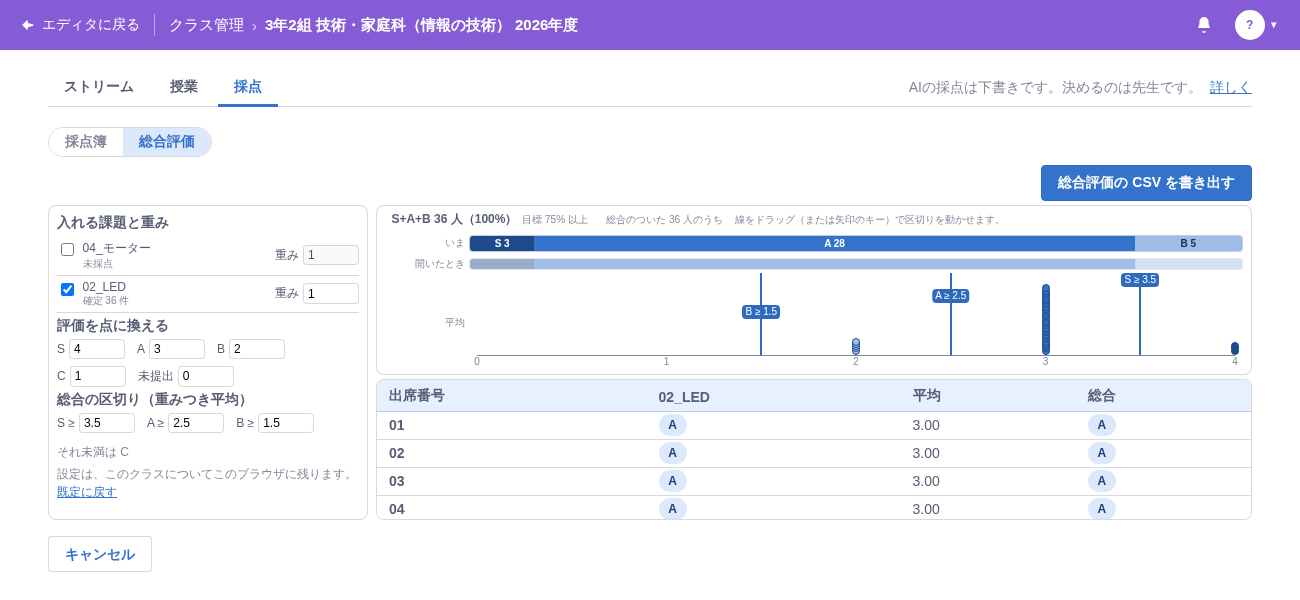 エディタに戻る クラス管理 › 3年2組 技術・家庭科（情報の技術） 2026年度 ? ▾
ストリーム 授業 採点 AIの採点は下書きです。決めるのは先生です。 詳しく
採点簿 総合評価
総合評価の CSV を書き出す
入れる課題と重み
04_モーター
未採点
重み 1
02_LED
確定 36 件
重み 1
評価を点に換える
S 4 A 3 B 2
C 1 未提出 0
総合の区切り（重みつき平均）
S ≥ 3.5 A ≥ 2.5 B ≥ 1.5
それ未満は C
設定は、このクラスについてこのブラウザに残ります。
既定に戻す
S+A+B 36 人（100%） 目標 75% 以上 総合のついた 36 人のうち 線をドラッグ（または矢印のキー）で区切りを動かせます。
いま S 3 A 28 B 5
開いたとき
S ≥ 3.5
A ≥ 2.5
B ≥ 1.5
平均
0 1 2 3 4
出席番号 02_LED 平均 総合
01 A 3.00 A
02 A 3.00 A
03 A 3.00 A
04 A 3.00 A
キャンセル